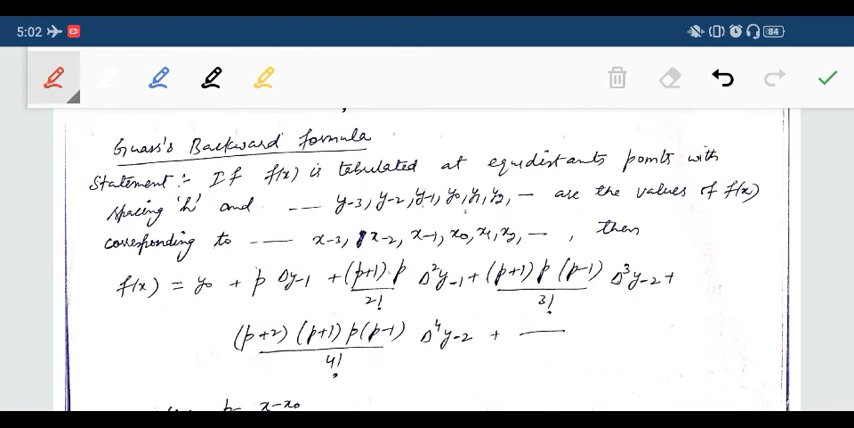 5:02 84
Guass's Backward formula
Statement:- If f(x) is tabulated at equidistants points with
spacing 'h' and --- y-3, y-2, y-1, y0, y1, y2, — are the values of f(x)
corresponding to --- x-3, x-2, x-1, x0, x1, x2, —, then
f(x) = y0 + p Δy-1 + (p+1)p/2! Δ²y-1 + (p+1)p(p-1)/3! Δ³y-2 +
(p+2)(p+1)p(p-1)/4! Δ⁴y-2 + —
p= x-x0